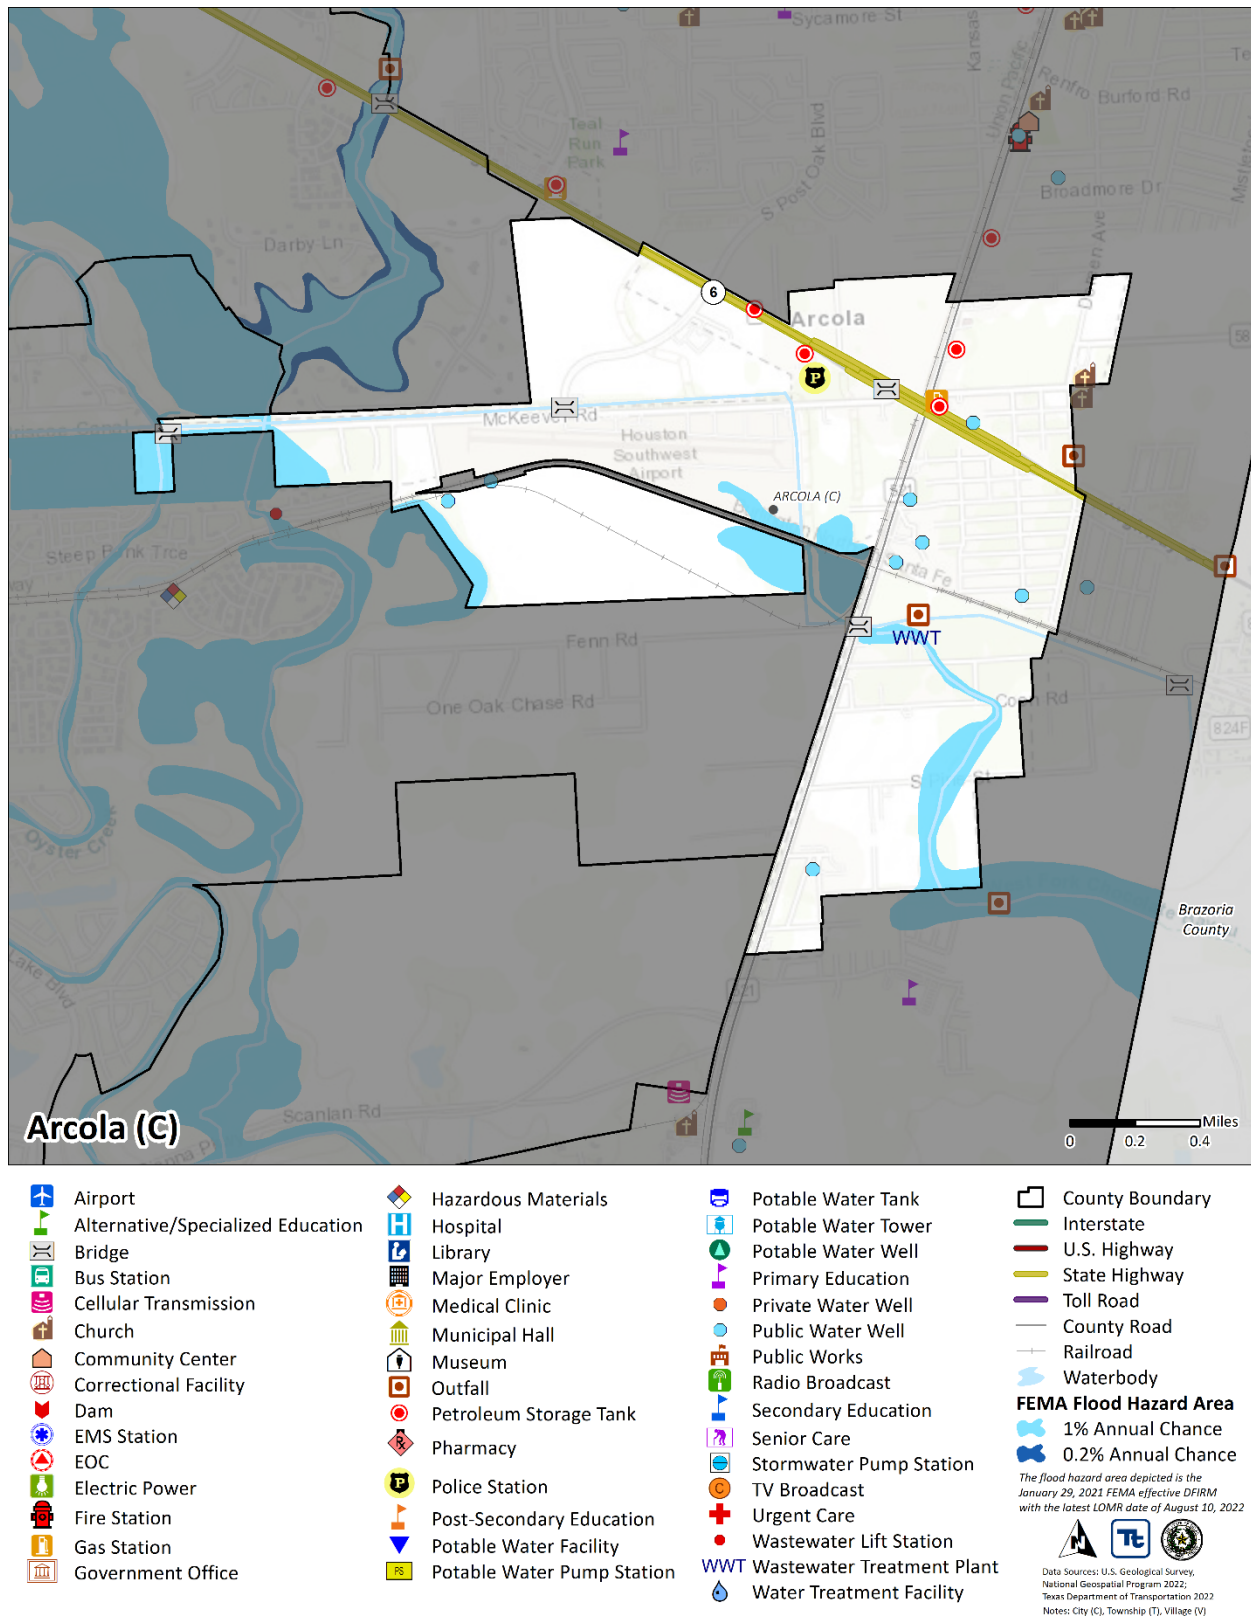 Sycamore St
Kansas
Union Pacific
Renfro Burford Rd
Teal
Run
Park
S Post Oak Blvd
Broadmore Dr
Darby Ln
6
Arcola
58
McKeever Rd
Houston
Southwest
Airport
ARCOLA (C)
Santa Fe
Steep Bank Trce
way
Fenn Rd
WWT
One Oak Chase Rd
824F
Oyster Creek
Brazoria
County
Lake Blvd
Scanlan Rd
Arcola (C)
Miles
0 0.2 0.4
Airport
Alternative/Specialized Education
Bridge
Bus Station
Cellular Transmission
Church
Community Center
Correctional Facility
Dam
EMS Station
EOC
Electric Power
Fire Station
Gas Station
Government Office
Hazardous Materials
Hospital
Library
Major Employer
Medical Clinic
Municipal Hall
Museum
Outfall
Petroleum Storage Tank
Pharmacy
Police Station
Post-Secondary Education
Potable Water Facility
PS Potable Water Pump Station
Potable Water Tank
Potable Water Tower
Potable Water Well
Primary Education
Private Water Well
Public Water Well
Public Works
Radio Broadcast
Secondary Education
Senior Care
Stormwater Pump Station
TV Broadcast
Urgent Care
Wastewater Lift Station
WWT Wastewater Treatment Plant
Water Treatment Facility
County Boundary
Interstate
U.S. Highway
State Highway
Toll Road
County Road
Railroad
Waterbody
FEMA Flood Hazard Area
1% Annual Chance
0.2% Annual Chance
The flood hazard area depicted is the
January 29, 2021 FEMA effective DFIRM
with the latest LOMR date of August 10, 2022
N
Data Sources: U.S. Geological Survey,
National Geospatial Program 2022;
Texas Department of Transportation 2022
Notes: City (C), Township (T), Village (V)